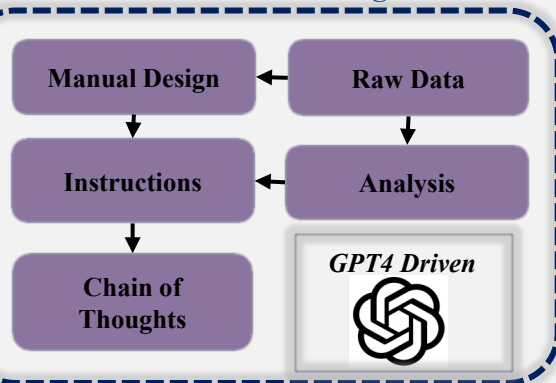 Manual Design
Raw Data
Instructions
Analysis
Chain of
Thoughts
GPT4 Driven